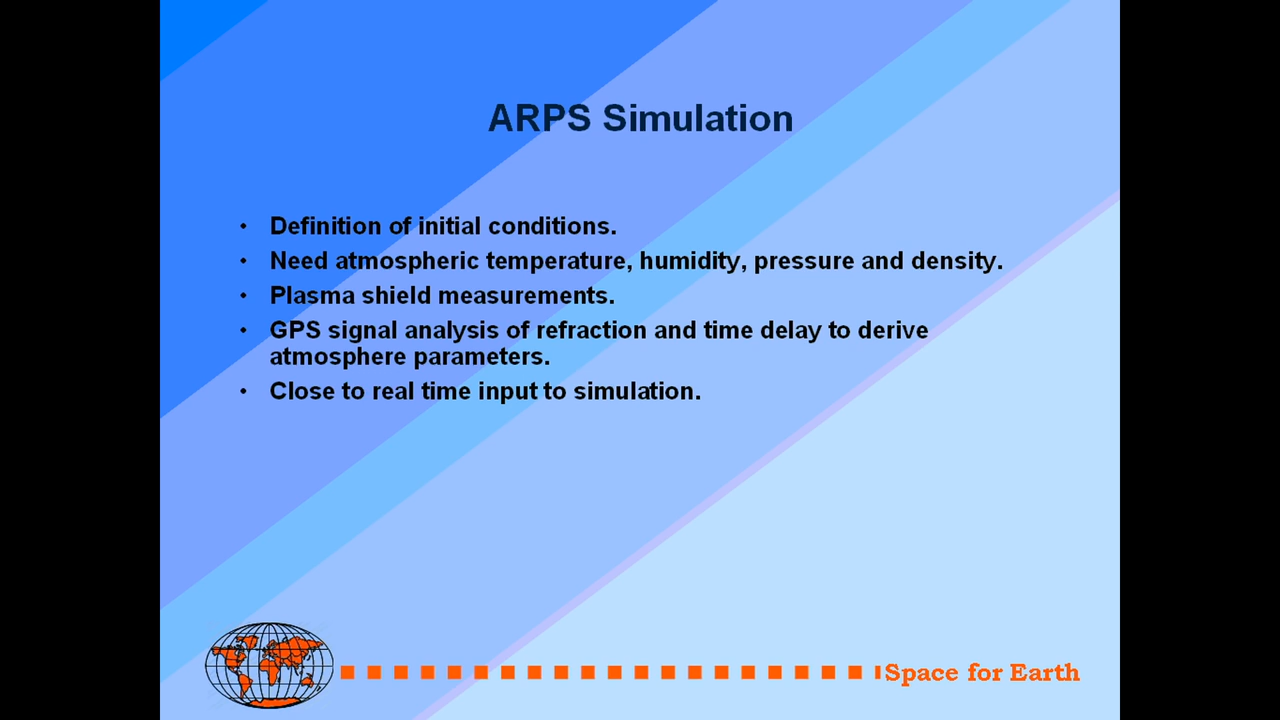 ARPS Simulation
• Definition of initial conditions.
• Need atmospheric temperature, humidity, pressure and density.
• Plasma shield measurements.
• GPS signal analysis of refraction and time delay to derive
atmosphere parameters.
• Close to real time input to simulation.
Space for Earth